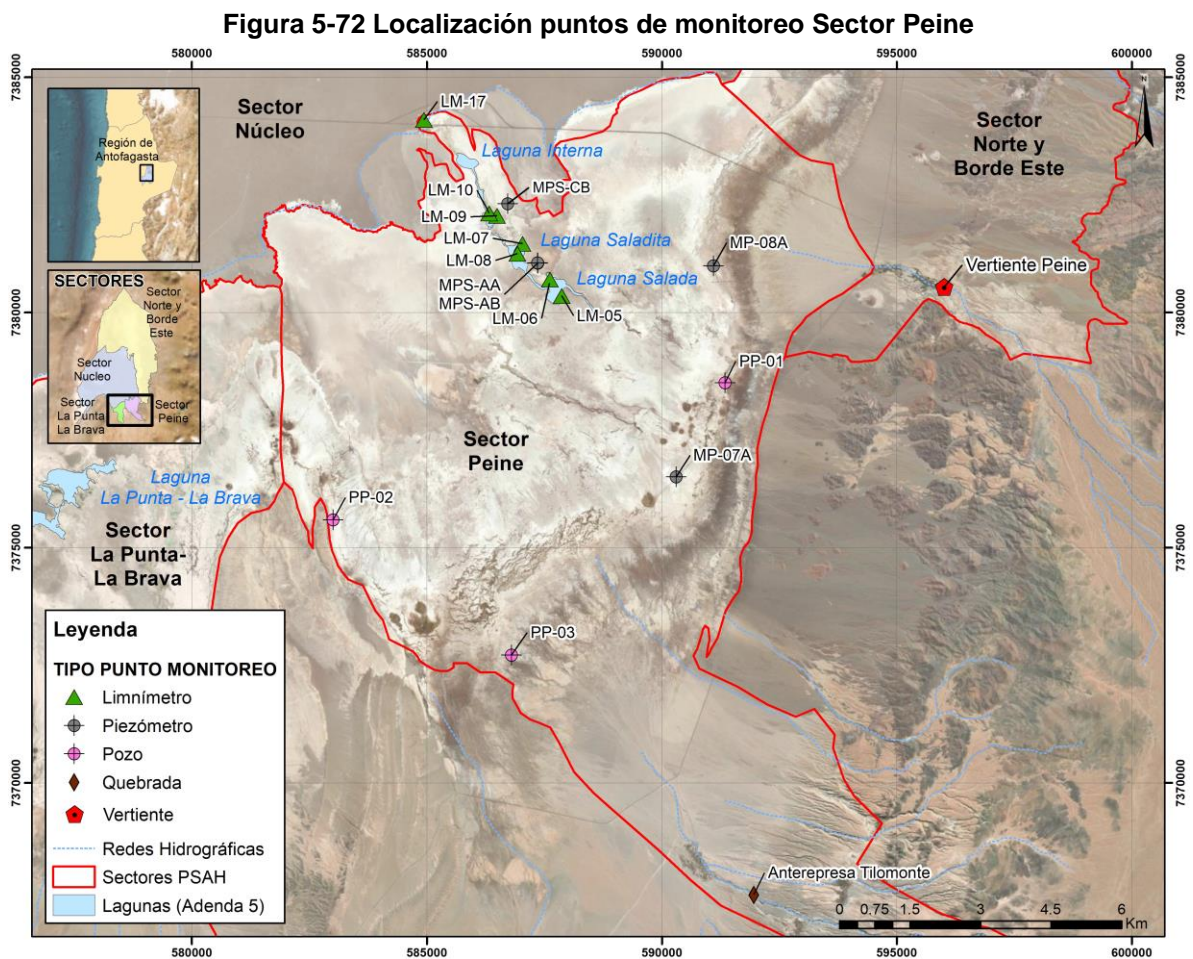 Figura 5-72 Localización puntos de monitoreo Sector Peine
580000
585000
590000
595000
600000
7385000
7385000
Región de
Antofagasta
Sector
Núcleo
LM-17
Laguna Interna
Sector
Norte y
Borde Este
N
LM-10
MPS-CB
LM-09
LM-07
Laguna Saladita
LM-08
MP-08A
MPS-AA
MPS-AB
Laguna Salada
LM-06
LM-05
Vertiente Peine
7380000
7380000
SECTORES
Sector
Norte y
Borde
Este
Sector
Nucleo
Sector
La Punta
La Brava
Sector
Peine
PP-01
Sector
Peine
MP-07A
Laguna
La Punta - La Brava
PP-02
Sector
La Punta-
La Brava
7375000
7375000
PP-03
Leyenda
TIPO PUNTO MONITOREO
Limnímetro
Piezómetro
Pozo
Quebrada
Vertiente
Redes Hidrográficas
Sectores PSAH
Lagunas (Adenda 5)
7370000
7370000
Anterepresa Tilomonte
0 0,75 1.5 3 4.5 6
Km
580000
585000
590000
595000
600000